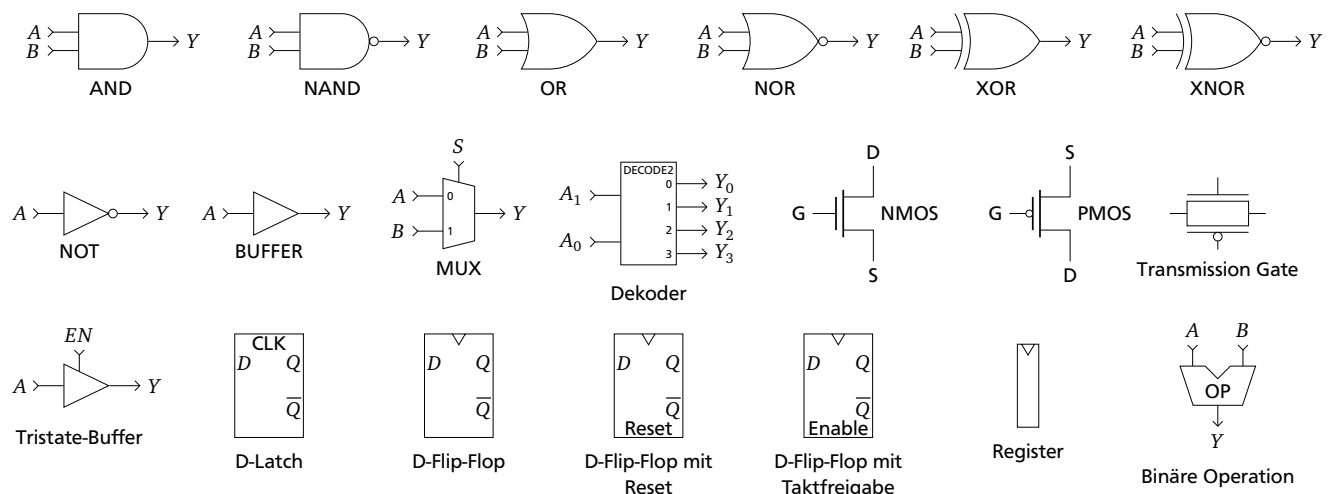 A Y
B
AND
A Y
B
NAND
A Y
B
OR
A Y
B
NOR
A Y
B
XOR
A Y
B
XNOR
A Y
NOT
A Y
BUFFER
S
A 0
Y
B 1
MUX
DECODE2
A₁ 0 Y₀
1 Y₁
A₀ 2 Y₂
3 Y₃
Dekoder
D
G NMOS
S
S
G PMOS
D
Transmission Gate
EN
A Y
Tristate-Buffer
CLK
D Q
Q̅
D-Latch
D Q
Q̅
D-Flip-Flop
D Q
Q̅
Reset
D-Flip-Flop mit
Reset
D Q
Q̅
Enable
D-Flip-Flop mit
Taktfreigabe
Register
A B
OP
Y
Binäre Operation